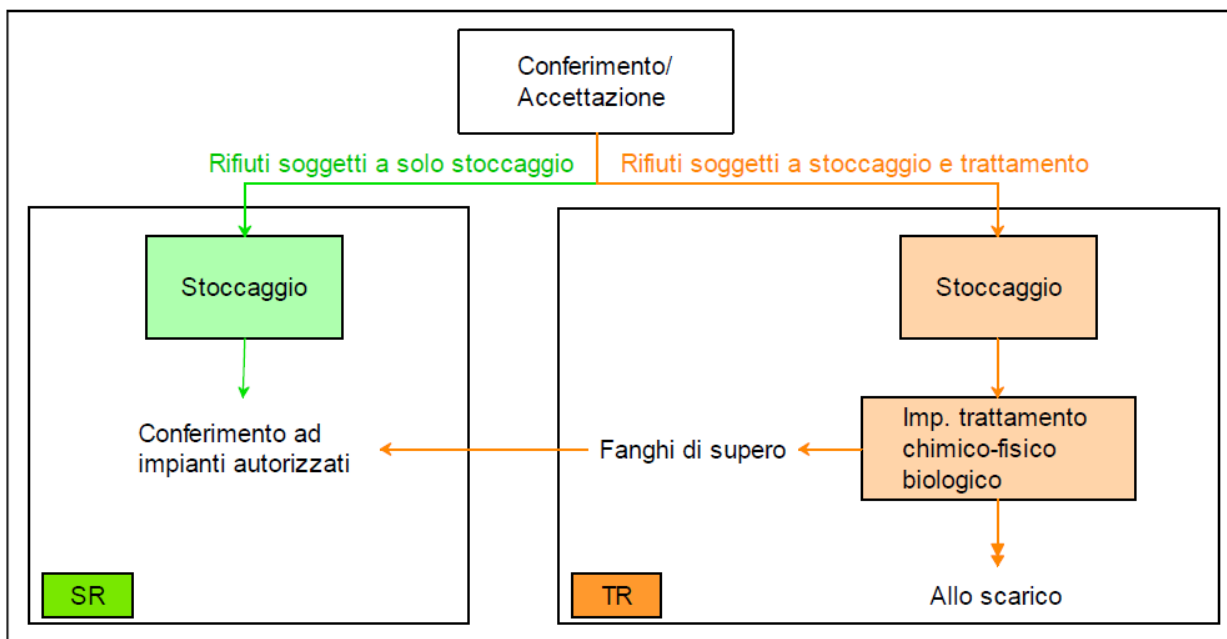 Conferimento/
Accettazione
Rifiuti soggetti a solo stoccaggio
Rifiuti soggetti a stoccaggio e trattamento
Stoccaggio
Stoccaggio
Conferimento ad
impianti autorizzati
Fanghi di supero
Imp. trattamento
chimico-fisico
biologico
SR
TR
Allo scarico